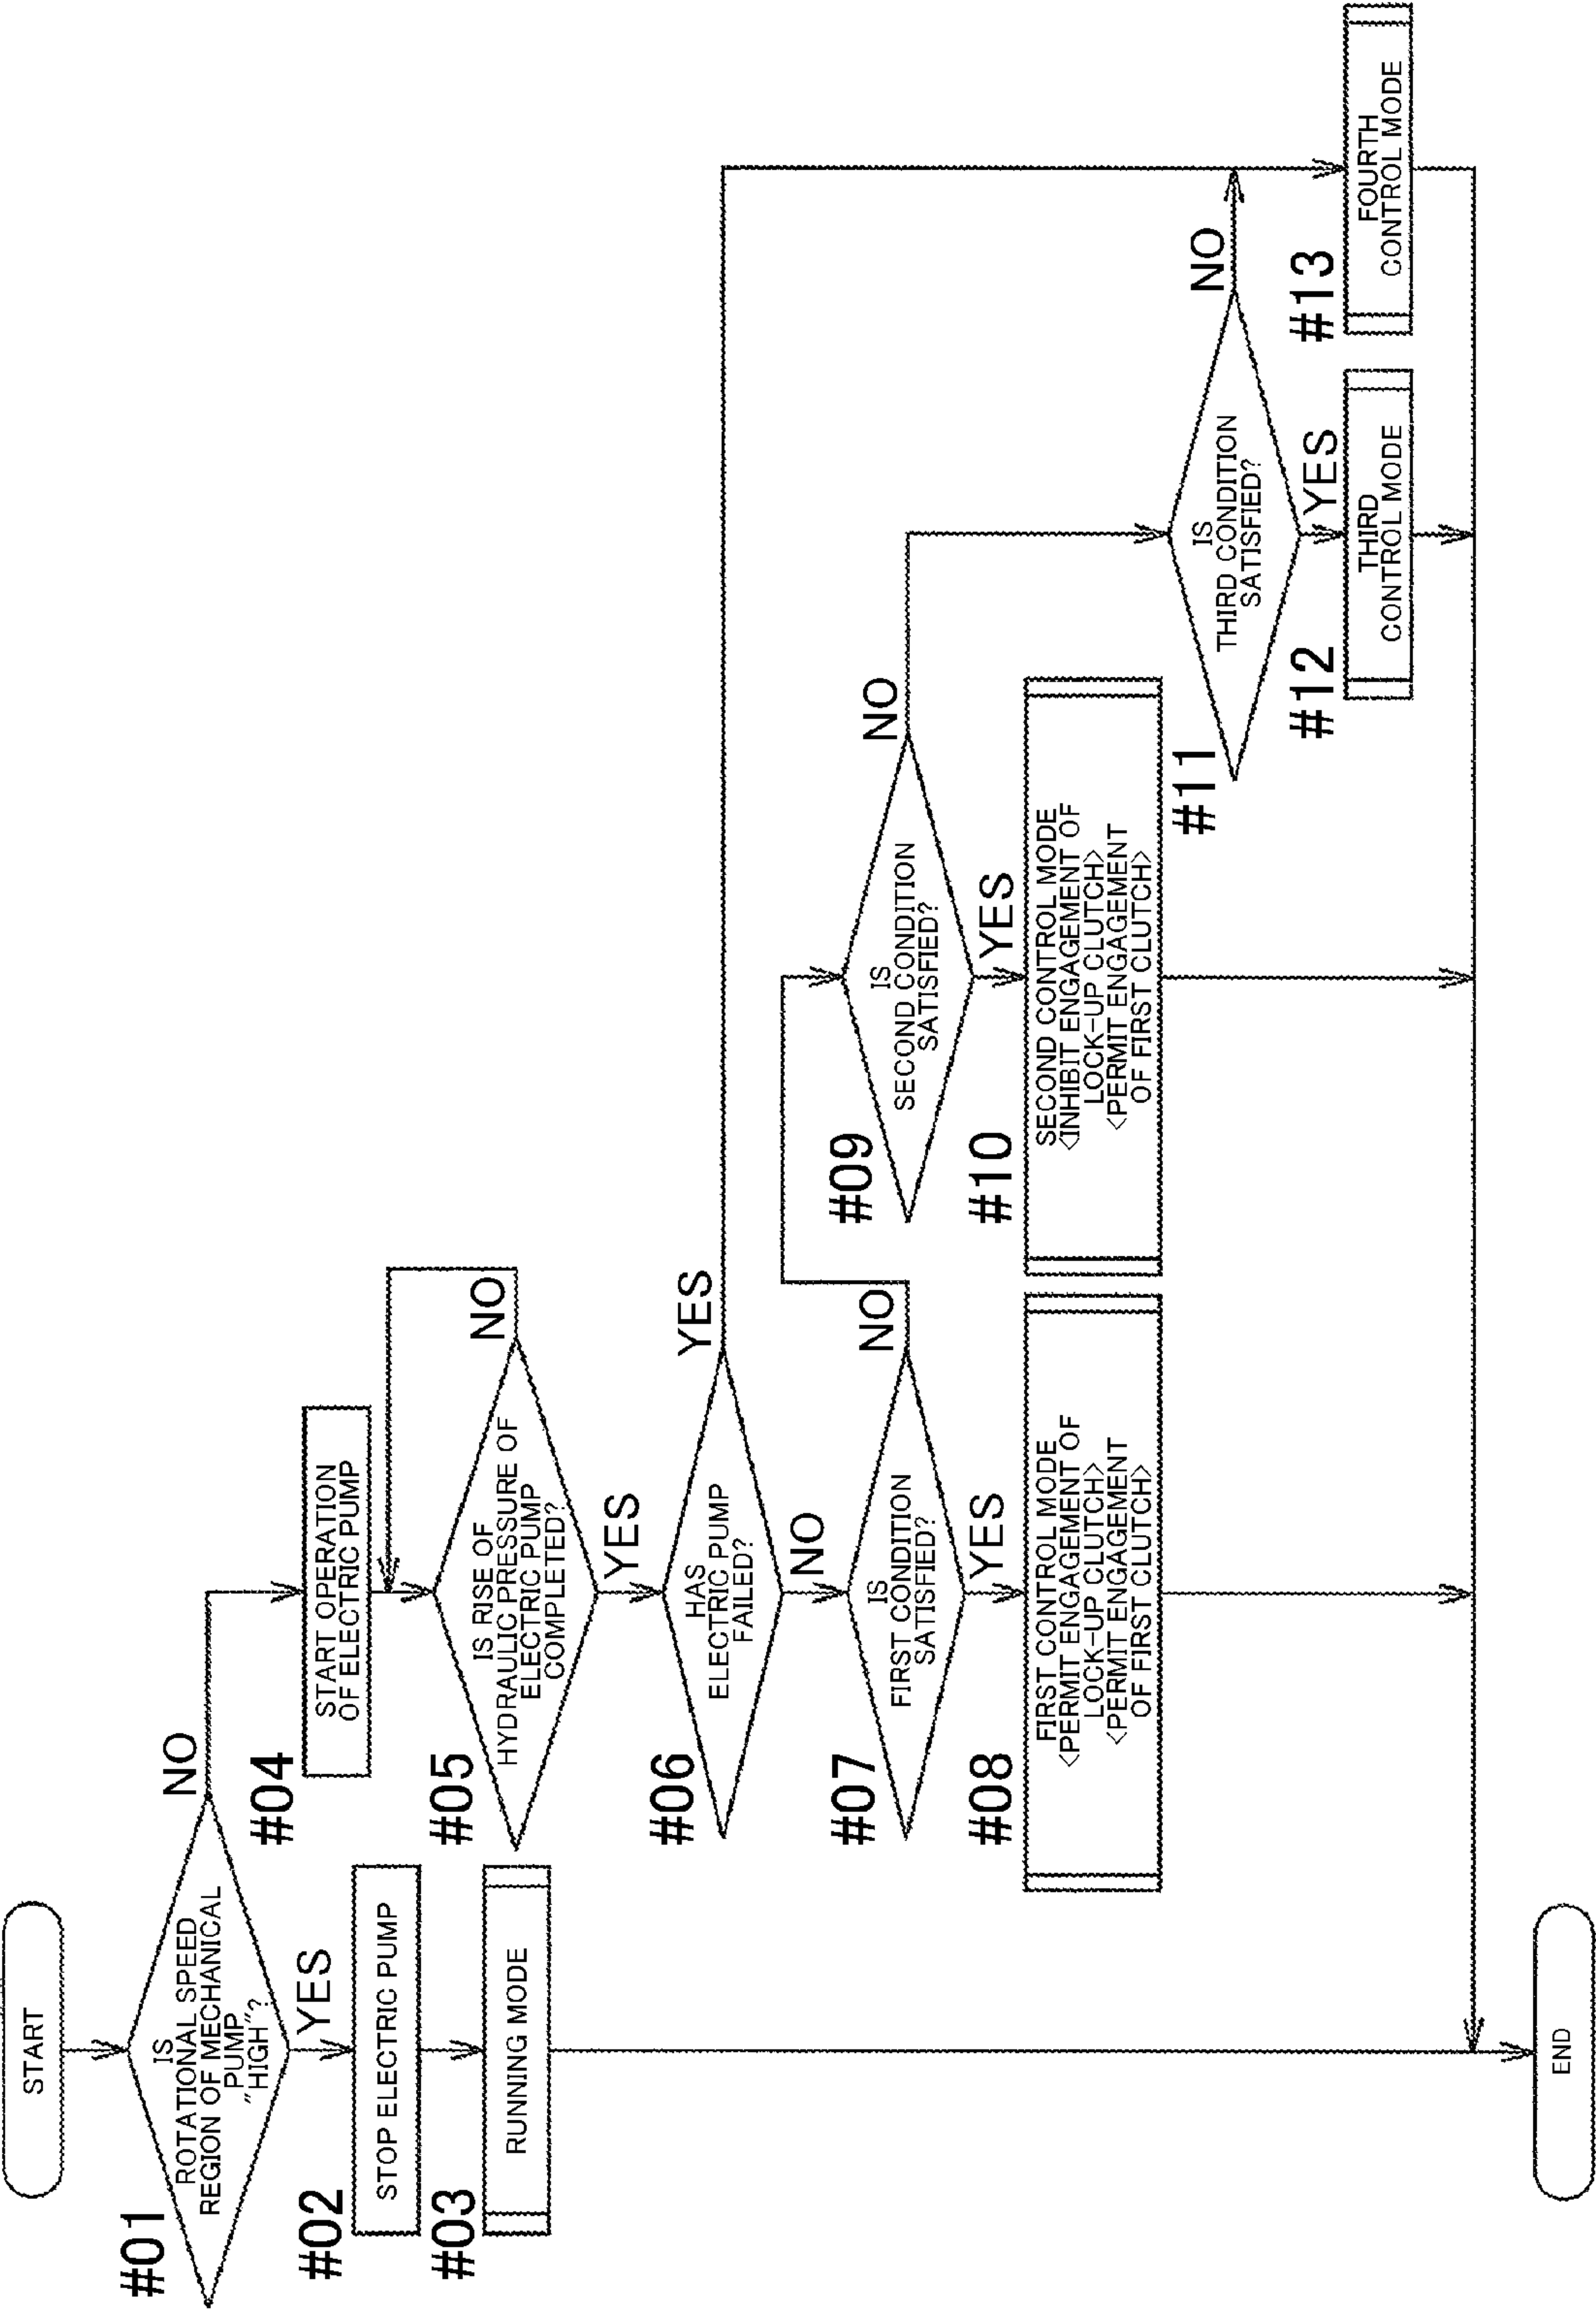 START
#01
IS
ROTATIONAL SPEED
REGION OF MECHANICAL
PUMP
"HIGH"?
YES
NO
#02
STOP ELECTRIC PUMP
#03
RUNNING MODE
#04
START OPERATION
OF ELECTRIC PUMP
#05
IS RISE OF
HYDRAULIC PRESSURE OF
ELECTRIC PUMP
COMPLETED?
NO
YES
#06
HAS
ELECTRIC PUMP
FAILED?
YES
NO
#07
IS
FIRST CONDITION
SATISFIED?
NO
YES
#08
FIRST CONTROL MODE
<PERMIT ENGAGEMENT OF
LOCK-UP CLUTCH>
<PERMIT ENGAGEMENT
OF FIRST CLUTCH>
#09
IS
SECOND CONDITION
SATISFIED?
NO
YES
#10
SECOND CONTROL MODE
<INHIBIT ENGAGEMENT OF
LOCK-UP CLUTCH>
<PERMIT ENGAGEMENT
OF FIRST CLUTCH>
#11
IS
THIRD CONDITION
SATISFIED?
NO
YES
#12
THIRD
CONTROL MODE
#13
FOURTH
CONTROL MODE
END